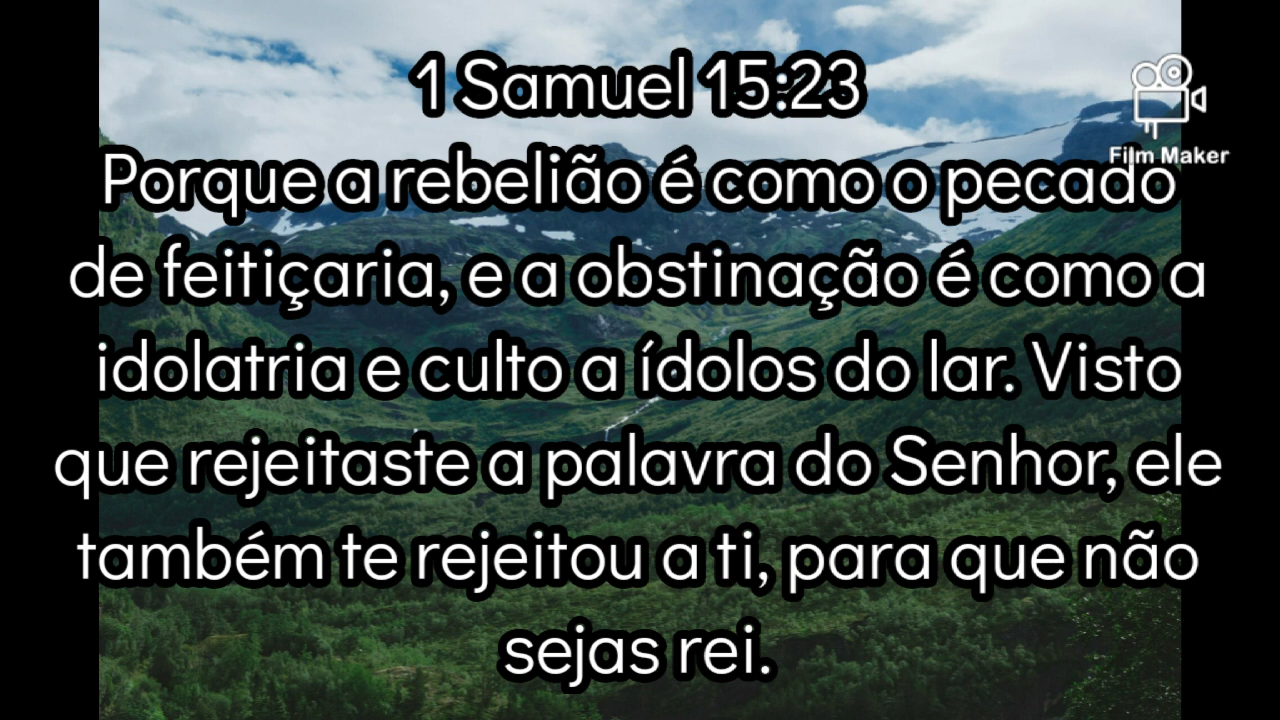 1 Samuel 15:23
Film Maker
Porque a rebelião é como o pecado
de feitiçaria, e a obstinação é como a
idolatria e culto a ídolos do lar. Visto
que rejeitaste a palavra do Senhor, ele
também te rejeitou a ti, para que não
sejas rei.